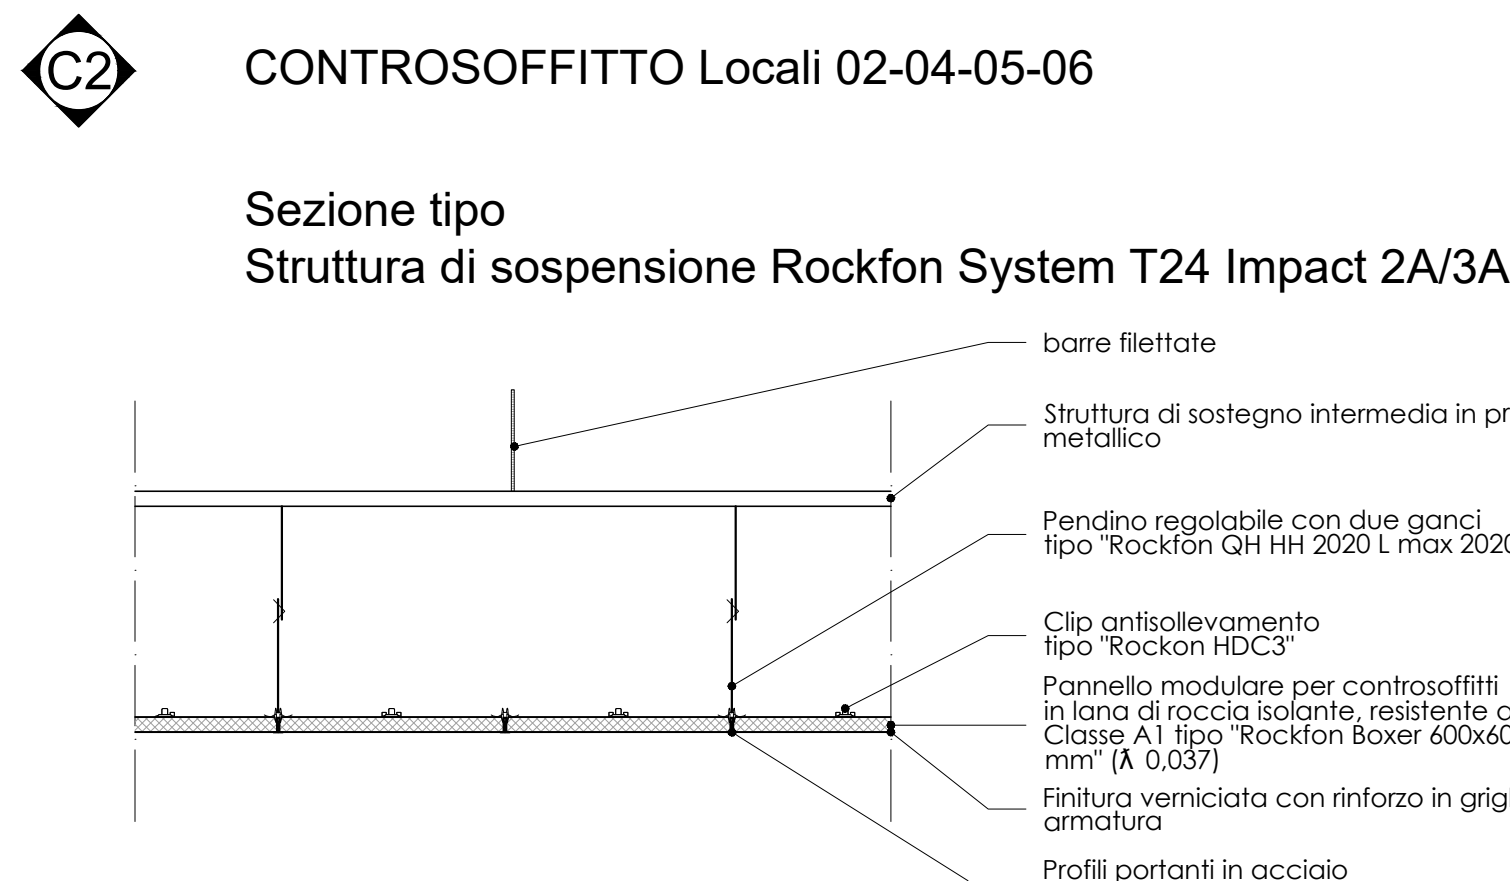 C2
CONTROSOFFITTO Locali 02-04-05-06
Sezione tipo
Struttura di sospensione Rockfon System T24 Impact 2A/3A
barre filettate
Struttura di sostegno intermedia in
metallico
Pendino regolabile con due ganci
tipo "Rockfon QH HH 2020 L max 2020
Clip antisollevamento
tipo "Rockon HDC3"
Pannello modulare per controsoffitti
in lana di roccia isolante, resistente
Classe A1 tipo "Rockfon Boxer
mm" (λ 0,037)
Finitura verniciata con rinforzo in
armatura
Profili portanti in acciaio